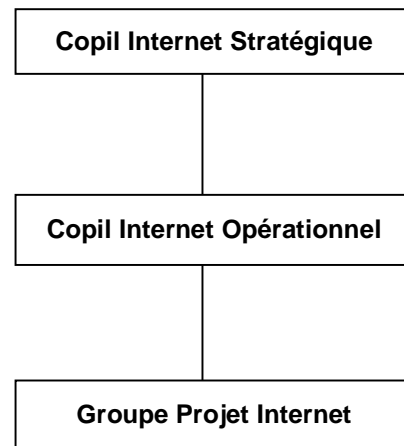 Copil Internet Stratégique
Copil Internet Opérationnel
Groupe Projet Internet